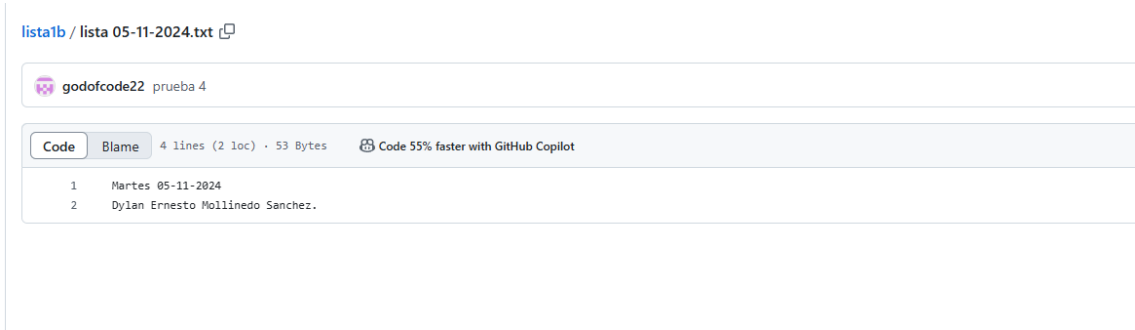 lista1b / lista 05-11-2024.txt
godofcode22 prueba 4
Code Blame 4 lines (2 loc) · 53 Bytes Code 55% faster with GitHub Copilot
1 Martes 05-11-2024
2 Dylan Ernesto Mollinedo Sanchez.